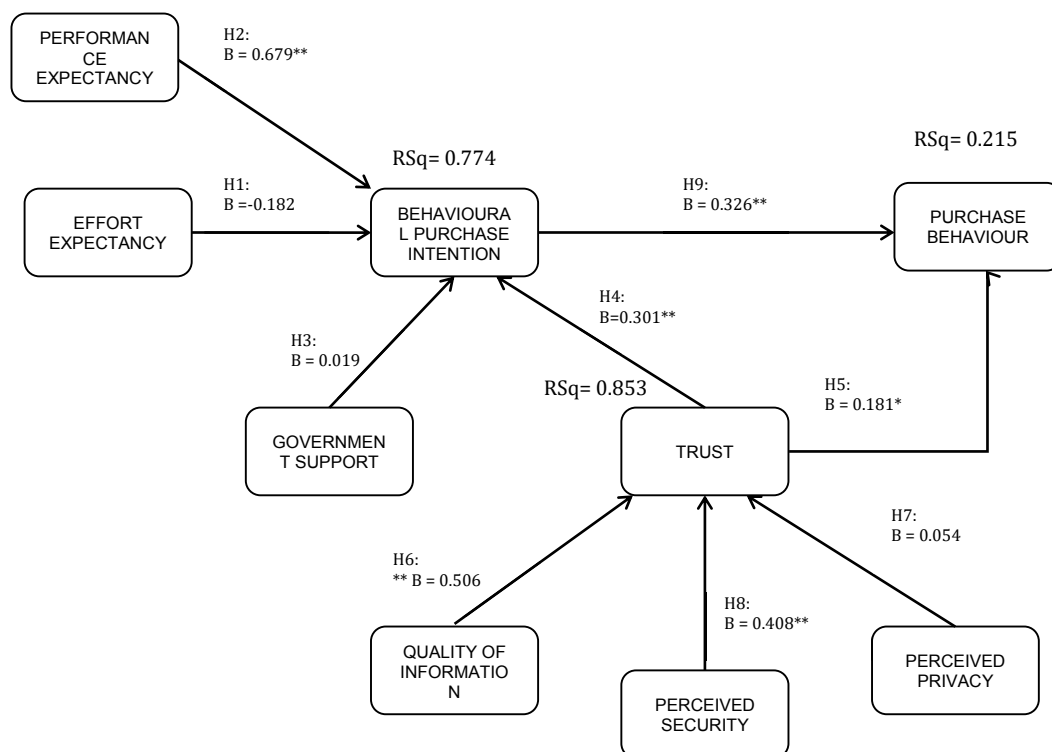 PERFORMAN
CE
EXPECTANCY
H2:
B = 0.679**
RSq= 0.774
RSq= 0.215
H1:
B =-0.182
H9:
B = 0.326**
EFFORT
EXPECTANCY
BEHAVIOURA
L PURCHASE
INTENTION
PURCHASE
BEHAVIOUR
H4:
B=0.301**
H3:
B = 0.019
RSq= 0.853
H5:
B = 0.181*
GOVERNMEN
T SUPPORT
TRUST
H7:
B = 0.054
H6:
** B = 0.506
H8:
B = 0.408**
QUALITY OF
INFORMATIO
N
PERCEIVED
SECURITY
PERCEIVED
PRIVACY